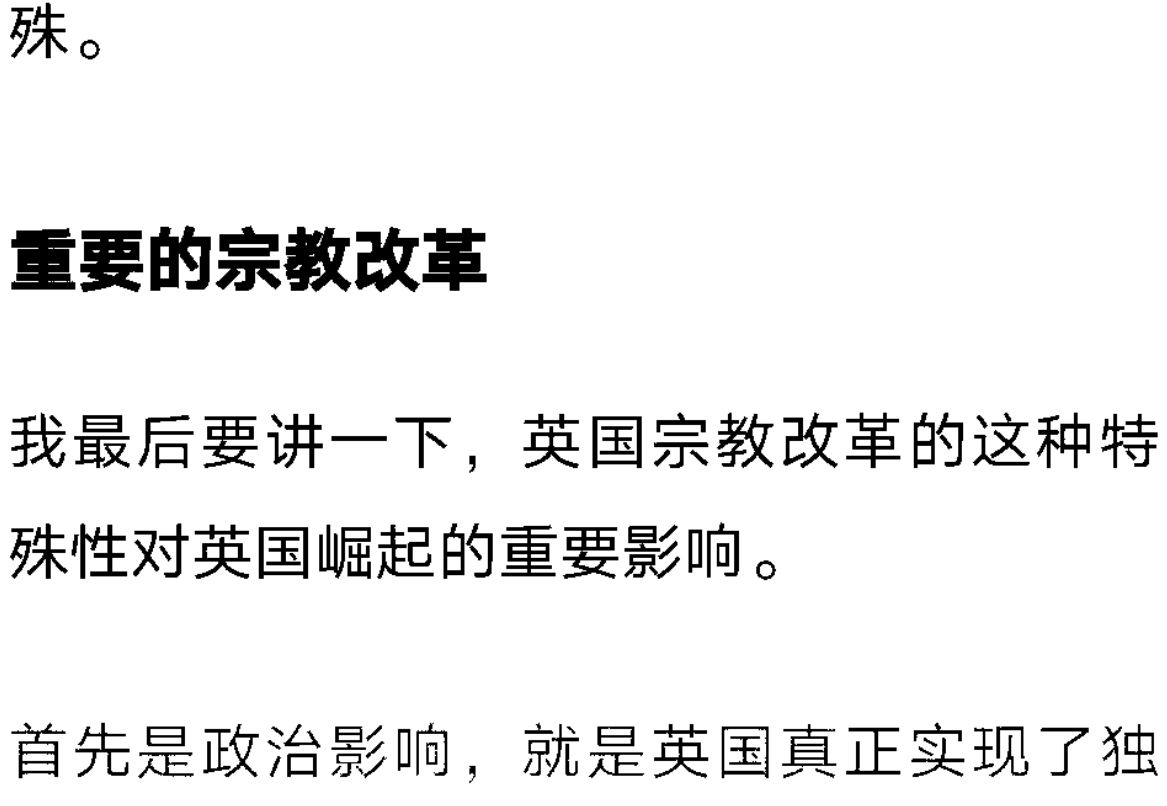 殊。
重要的宗教改革
我最后要讲一下，英国宗教改革的这种特
殊性对英国崛起的重要影响。
首先是政治影响，就是英国真正实现了独